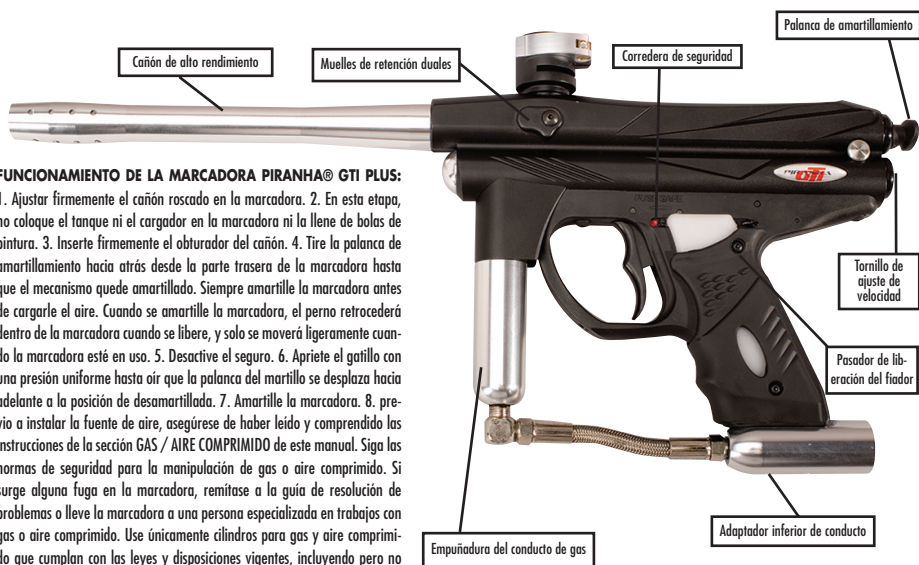 Palanca de amartillamiento
Cañón de alto rendimiento
Muelles de retención duales
Corredera de seguridad
FUNCIONAMIENTO DE LA MARCADORA PIRANHA® GTI PLUS:
1. Ajustar firmemente el cañón roscado en la marcadora. 2. En esta etapa,
no coloque el tanque ni el cargador en la marcadora ni la llene de bolas de
pintura. 3. Inserte firmemente el obturador del cañón. 4. Tire la palanca de
amartillamiento hacia atrás desde la parte trasera de la marcadora hasta
que el mecanismo quede amartillado. Siempre amartille la marcadora antes
de cargarle el aire. Cuando se amartille la marcadora, el perno retrocederá
dentro de la marcadora cuando se libere, y solo se moverá ligeramente cuan-
do la marcadora esté en uso. 5. Desactive el seguro. 6. Apriete el gatillo con
una presión uniforme hasta oír que la palanca del martillo se desplaza hacia
adelante a la posición de desamartillada. 7. Amartille la marcadora. 8. pre-
vio a instalar la fuente de aire, asegúrese de haber leído y comprendido las
instrucciones de la sección GAS / AIRE COMPRIMIDO de este manual. Siga las
normas de seguridad para la manipulación de gas o aire comprimido. Si
surge alguna fuga en la marcadora, remítase a la guía de resolución de
problemas o lleve la marcadora a una persona especializada en trabajos con
gas o aire comprimido. Use únicamente cilindros para gas y aire comprimi-
do que cumplan con las leyes y disposiciones vigentes, incluyendo pero no
GTI
Tornillo de
ajuste de
velocidad
Pasador de lib-
eración del fiador
Adaptador inferior de conducto
Empuñadura del conducto de gas